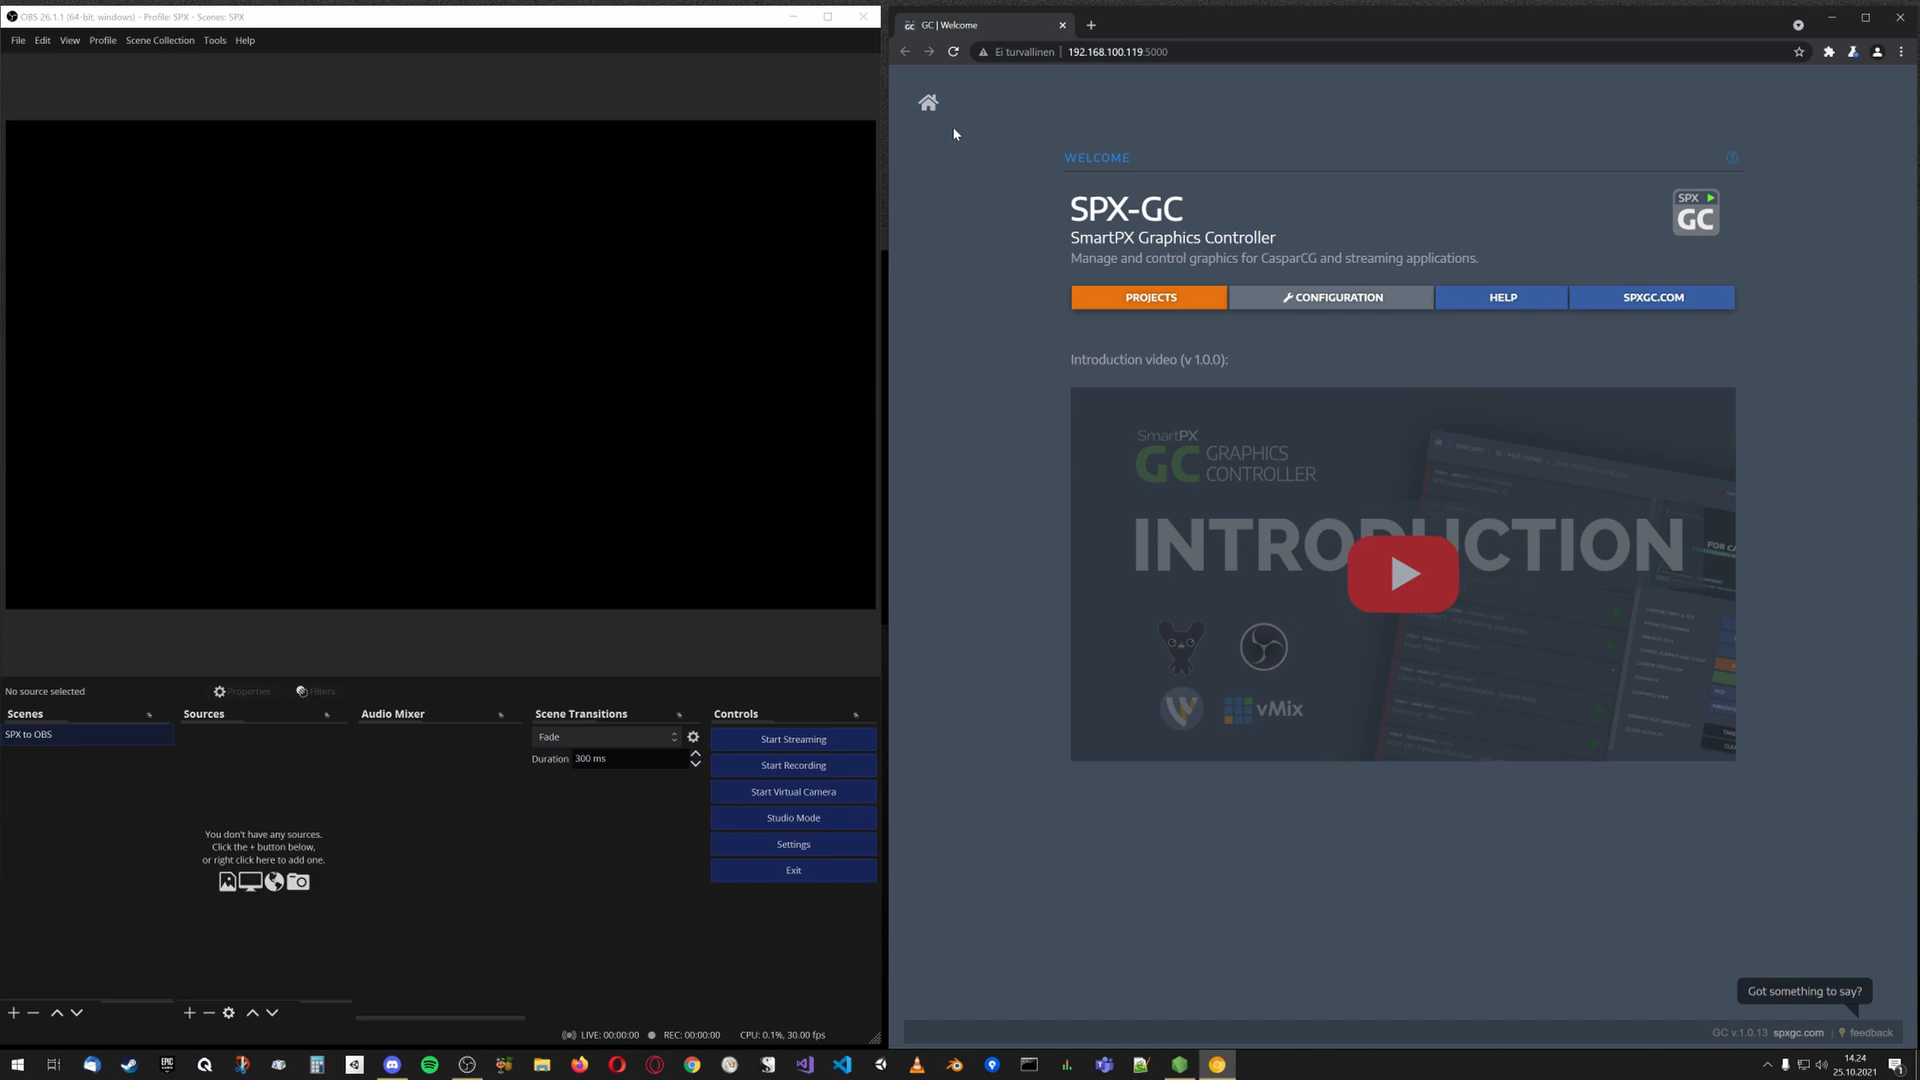 OBS 26.1.1 (64-bit, windows) - Profile: SPX - Scenes: SPX
File Edit View Profile Scene Collection Tools Help
No source selected
Properties
Filters
Scenes
SPX to OBS
Sources
You don't have any sources.
Click the + button below,
or right click here to add one.
Audio Mixer
Scene Transitions
Fade
Duration 300 ms
Controls
Start Streaming
Start Recording
Start Virtual Camera
Studio Mode
Settings
Exit
LIVE: 00:00:00
REC: 00:00:00
CPU: 0.1%, 30.00 fps
GC | Welcome
Ei turvallinen
192.168.100.119:5000
WELCOME
SPX-GC
SmartPX Graphics Controller
Manage and control graphics for CasparCG and streaming applications.
SPX
GC
PROJECTS
CONFIGURATION
HELP
SPXGC.COM
Introduction video (v 1.0.0):
SmartPX
GC GRAPHICS
CONTROLLER
INTRODUCTION
vMix
Got something to say?
GC v.1.0.13 spxgc.com | feedback
EPIC
14.24
25.10.2021